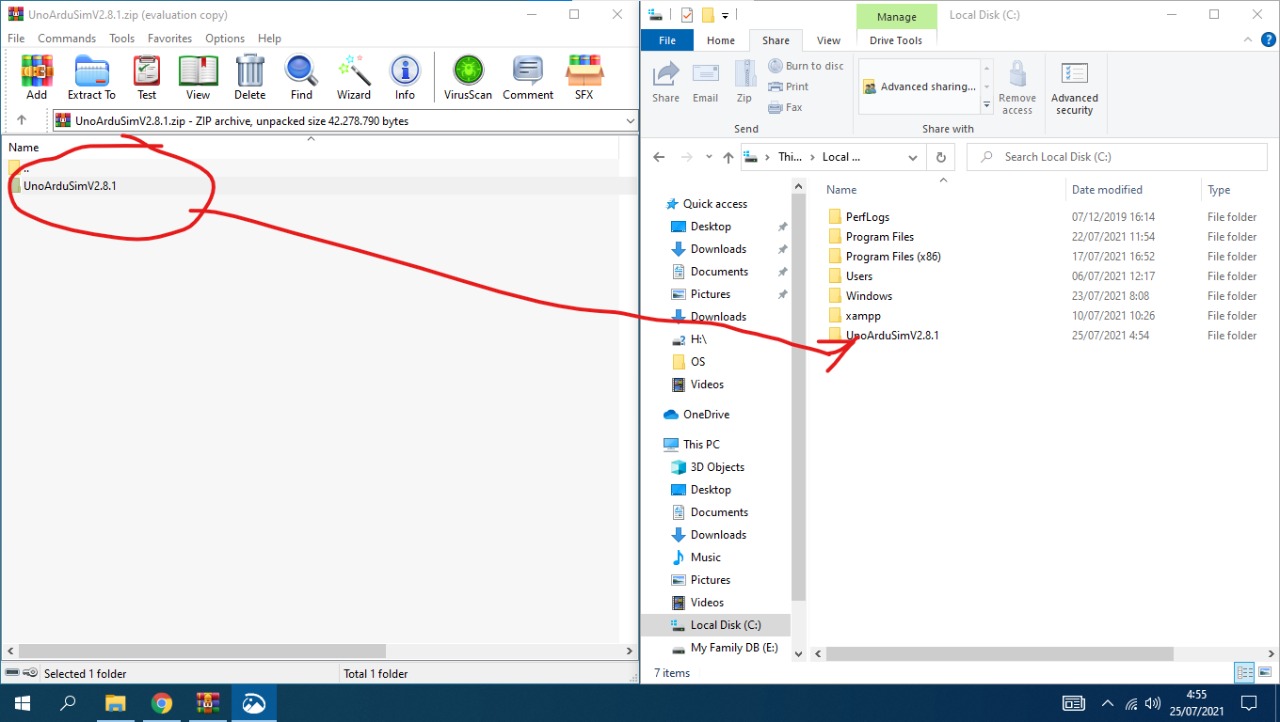 UnoArduSimV2.8.1.zip (evaluation copy)
File Commands Tools Favorites Options Help
Add Extract To Test View Delete Find Wizard Info VirusScan Comment SFX
UnoArduSimV2.8.1.zip - ZIP archive, unpacked size 42.278.790 bytes
Name
..
UnoArduSimV2.8.1
Selected 1 folder
Total 1 folder
Manage
Local Disk (C:)
File Home Share View Drive Tools
Share
Email
Zip
Burn to disc
Print
Fax
Send
Advanced sharing...
Remove access
Share with
Advanced security
Thi... Local ...
Search Local Disk (C:)
Quick access
Desktop
Downloads
Documents
Pictures
Downloads
H:\
OS
Videos
OneDrive
This PC
3D Objects
Desktop
Documents
Downloads
Music
Pictures
Videos
Local Disk (C:)
My Family DB (E:)
Name Date modified Type
PerfLogs 07/12/2019 16:14 File folder
Program Files 22/07/2021 11:54 File folder
Program Files (x86) 17/07/2021 16:52 File folder
Users 06/07/2021 12:17 File folder
Windows 23/07/2021 8:08 File folder
xampp 10/07/2021 10:26 File folder
UnoArduSimV2.8.1 25/07/2021 4:54 File folder
7 items
4:55
25/07/2021